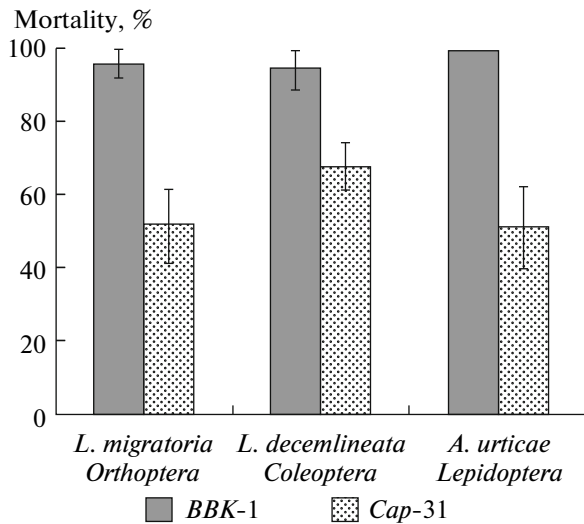 Mortality, %
100
80
60
40
20
0
L. migratoria L. decemlineata A. urticae
Orthoptera Coleoptera Lepidoptera
BBK-1 Cap-31